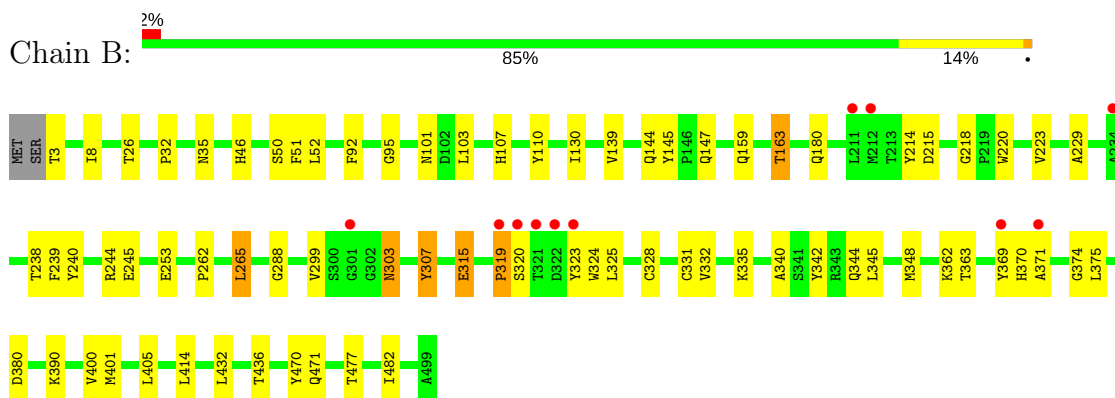 2%
Chain B:
85% 14% •
MET SER T3 I8 T26 P32 N35 H46 S50 F51 L52 F92 G95 N101 D102 L103 H107 Y110 I130 V139 Q144 Y145 P146 Q147 Q159 T163 Q180 L211 M212 T213 Y214 D215 G218 P219 W220 V223 A229 A234
T238 F239 Y240 R244 E245 E253 P262 L265 G288 V299 S300 G301 G302 N303 Y307 E315 P319 S320 T321 D322 Y323 W324 L325 C328 C331 V332 K335 A340 S341 Y342 R343 Q344 L345 M348 K362 T363 Y369 H370 A371 G374 L375
D380 K390 V400 M401 L405 L414 L432 T436 Y470 Q471 T477 I482 A499